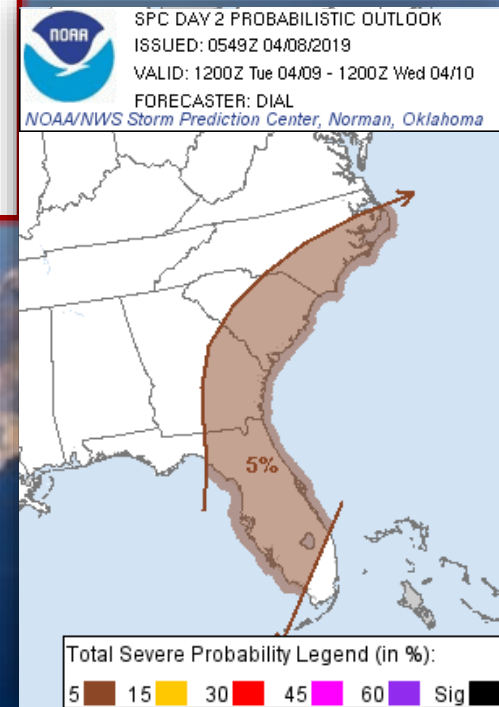 NOAA
SPC DAY 2 PROBABILISTIC OUTLOOK
ISSUED: 0549Z 04/08/2019
VALID: 1200Z Tue 04/09 - 1200Z Wed 04/10
FORECASTER: DIAL
NOAA/NWS Storm Prediction Center, Norman, Oklahoma
5%
Total Severe Probability Legend (in %):
5 15 30 45 60 Sig